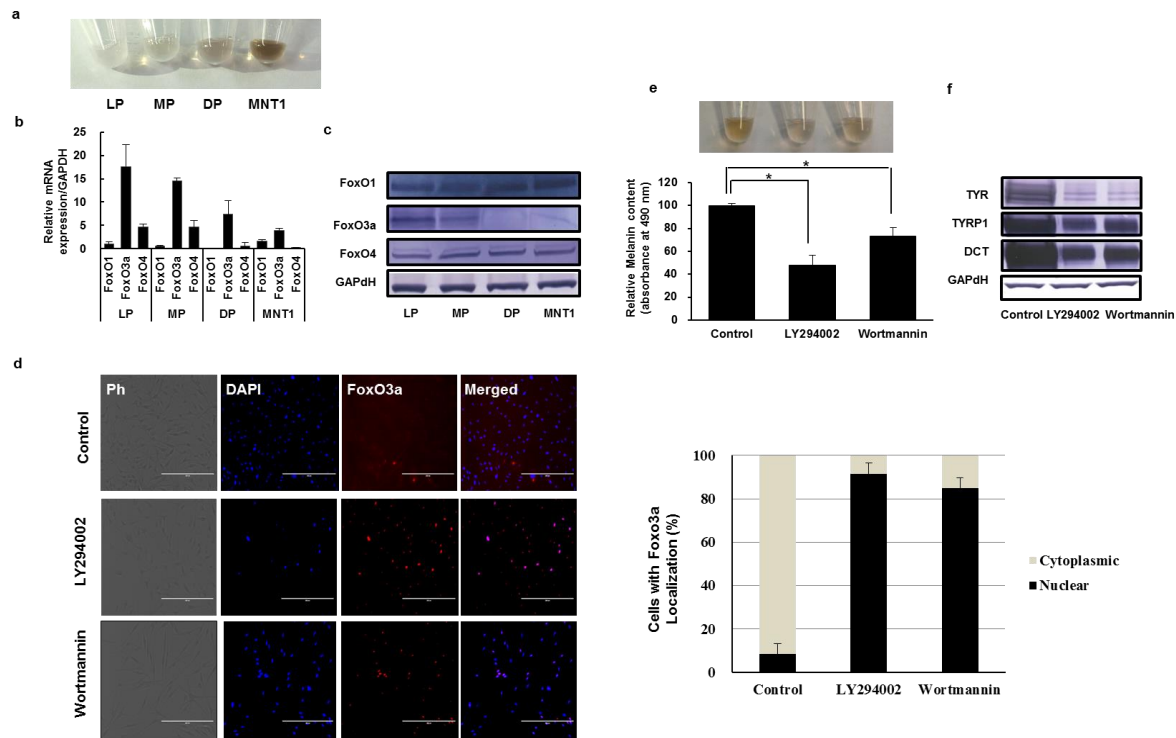 a
LP MP DP MNT1
b
Relative mRNA
expression/GAPDH
25
20
15
10
5
0
FoxO1 FoxO3a FoxO4 FoxO1 FoxO3a FoxO4 FoxO1 FoxO3a FoxO4 FoxO1 FoxO3a FoxO4
LP MP DP MNT1
c
FoxO1
FoxO3a
FoxO4
GAPdH
LP MP DP MNT1
d
Ph DAPI FoxO3a Merged
Control
LY294002
Wortmannin
e
* 
*
Relative Melanin content
(absorbance at 490 nm)
120
100
80
60
40
20
0
Control LY294002 Wortmannin
f
TYR
TYRP1
DCT
GAPdH
Control LY294002 Wortmannin
Cells with Foxo3a
Localization (%)
100
80
60
40
20
0
Control LY294002 Wortmannin
Cytoplasmic
Nuclear